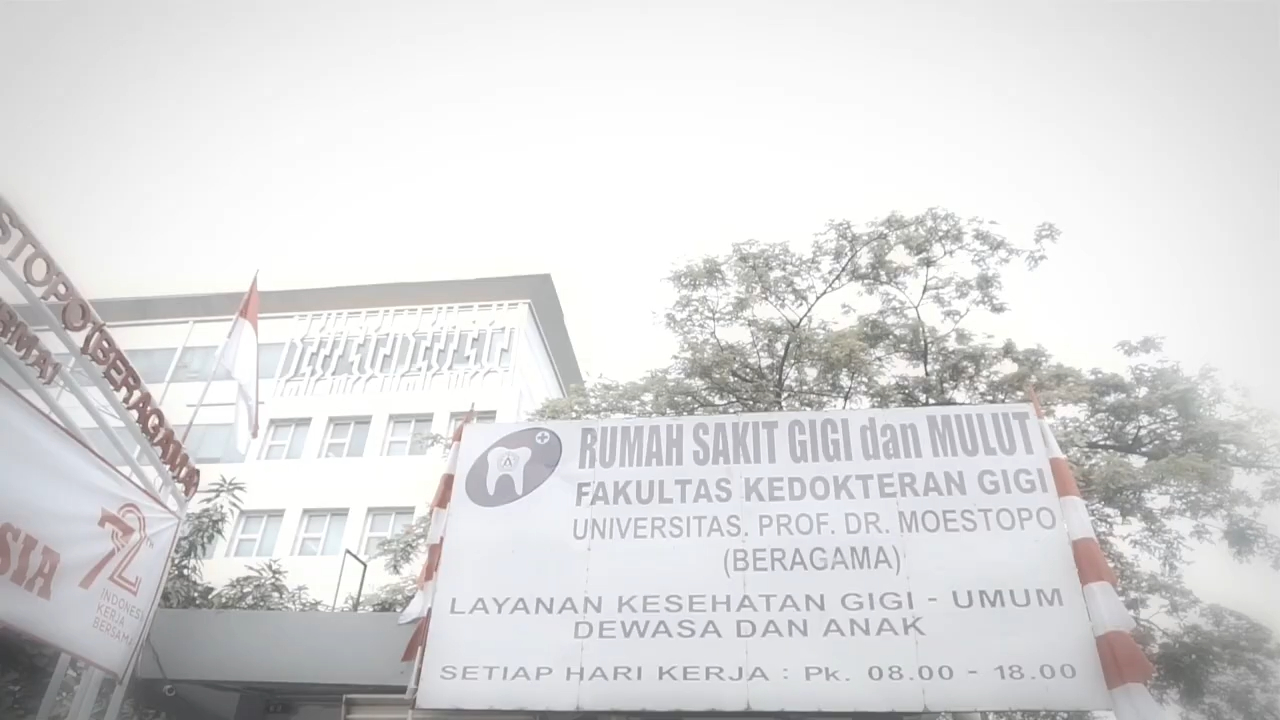 STOPO (BERAGAMA)
RMA)
SIA
72
INDONESIA
KERJA
BERSAMA
RUMAH SAKIT GIGI dan MULUT
FAKULTAS KEDOKTERAN GIGI
UNIVERSITAS. PROF. DR. MOESTOPO
(BERAGAMA)
LAYANAN KESEHATAN GIGI - UMUM
DEWASA DAN ANAK
SETIAP HARI KERJA : Pk. 08.00 - 18.00